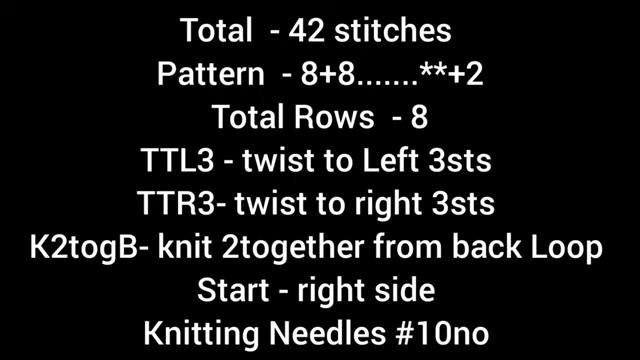 Total - 42 stitches
Pattern - 8+8.......**+2
Total Rows - 8
TTL3 - twist to Left 3sts
TTR3- twist to right 3sts
K2togB- knit 2together from back Loop
Start - right side
Knitting Needles #10no